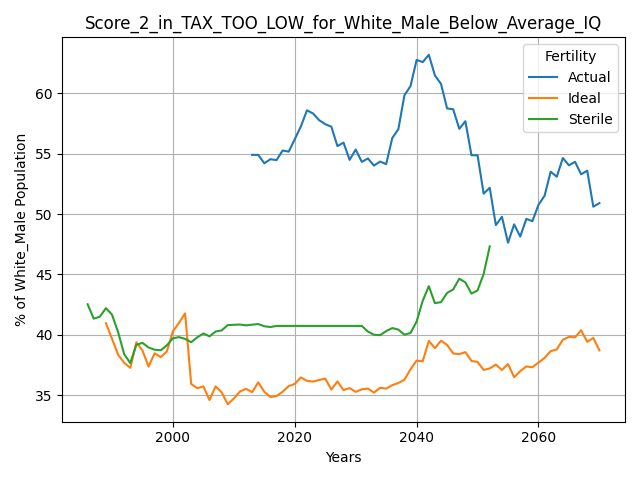 Score_2_in_TAX_TOO_LOW_for_White_Male_Below_Average_IQ
Fertility
Actual
Ideal
Sterile
% of White_Male Population
60
55
50
45
40
35
2000 2020 2040 2060
Years